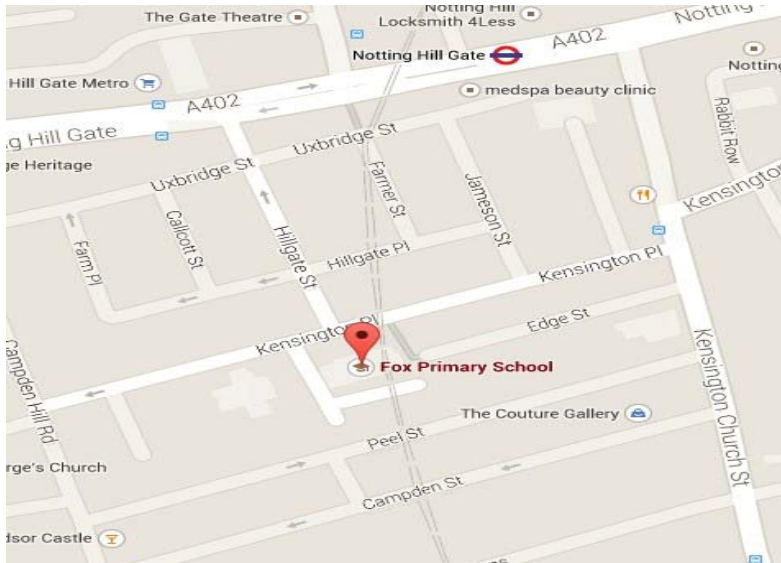 The Gate Theatre
Notting Hill
Locksmith 4Less
Notting Hill
Notting Hill Gate
A402
Hill Gate Metro
medspa beauty clinic
Notting
A402
Rabbit Row
ng Hill Gate
Uxbridge St
ge Heritage
Uxbridge St
Farmer St
Jameson St
Kensington
Callcott St
Hillgate St
Farm Pl
Hillgate Pl
Kensington Pl
Edge St
Kensington Pl
Fox Primary School
Campden Hill Rd
Kensington Church St
The Couture Gallery
Peel St
rge's Church
Campden St
dsor Castle